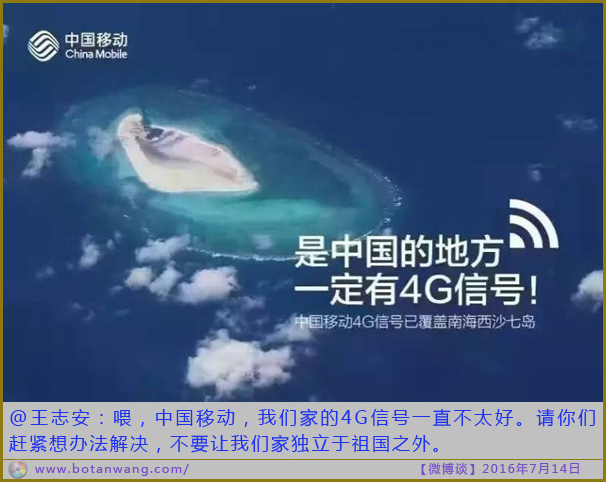 中国移动
China Mobile
是中国的地方
一定有4G信号!
中国移动4G信号已覆盖南海西沙七岛
@王志安：喂，中国移动，我们家的4G信号一直不太好。请你们
赶紧想办法解决，不要让我们家独立于祖国之外。
www.botanwang.com/
【微博谈】2016年7月14日